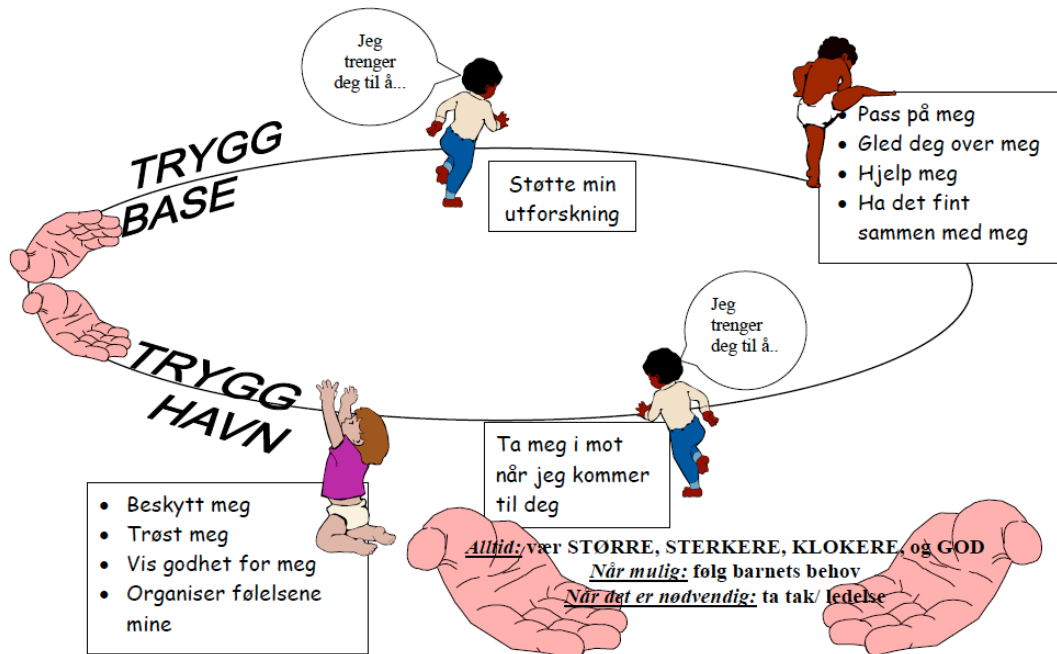 Jeg
trenger
deg til å...
TRYGG
BASE
Støtte min
utforskning
• Pass på meg
• Gled deg over meg
• Hjelp meg
• Ha det fint
sammen med meg
Jeg
trenger
deg til å..
TRYGG
HAVN
Ta meg i mot
når jeg kommer
til deg
• Beskytt meg
• Trøst meg
• Vis godhet for meg
• Organiser følelsene
mine
Alltid: vær STØRRE, STERKERE, KLOKERE, og GOD
Når mulig: følg barnets behov
Når det er nødvendig: ta tak/ ledelse